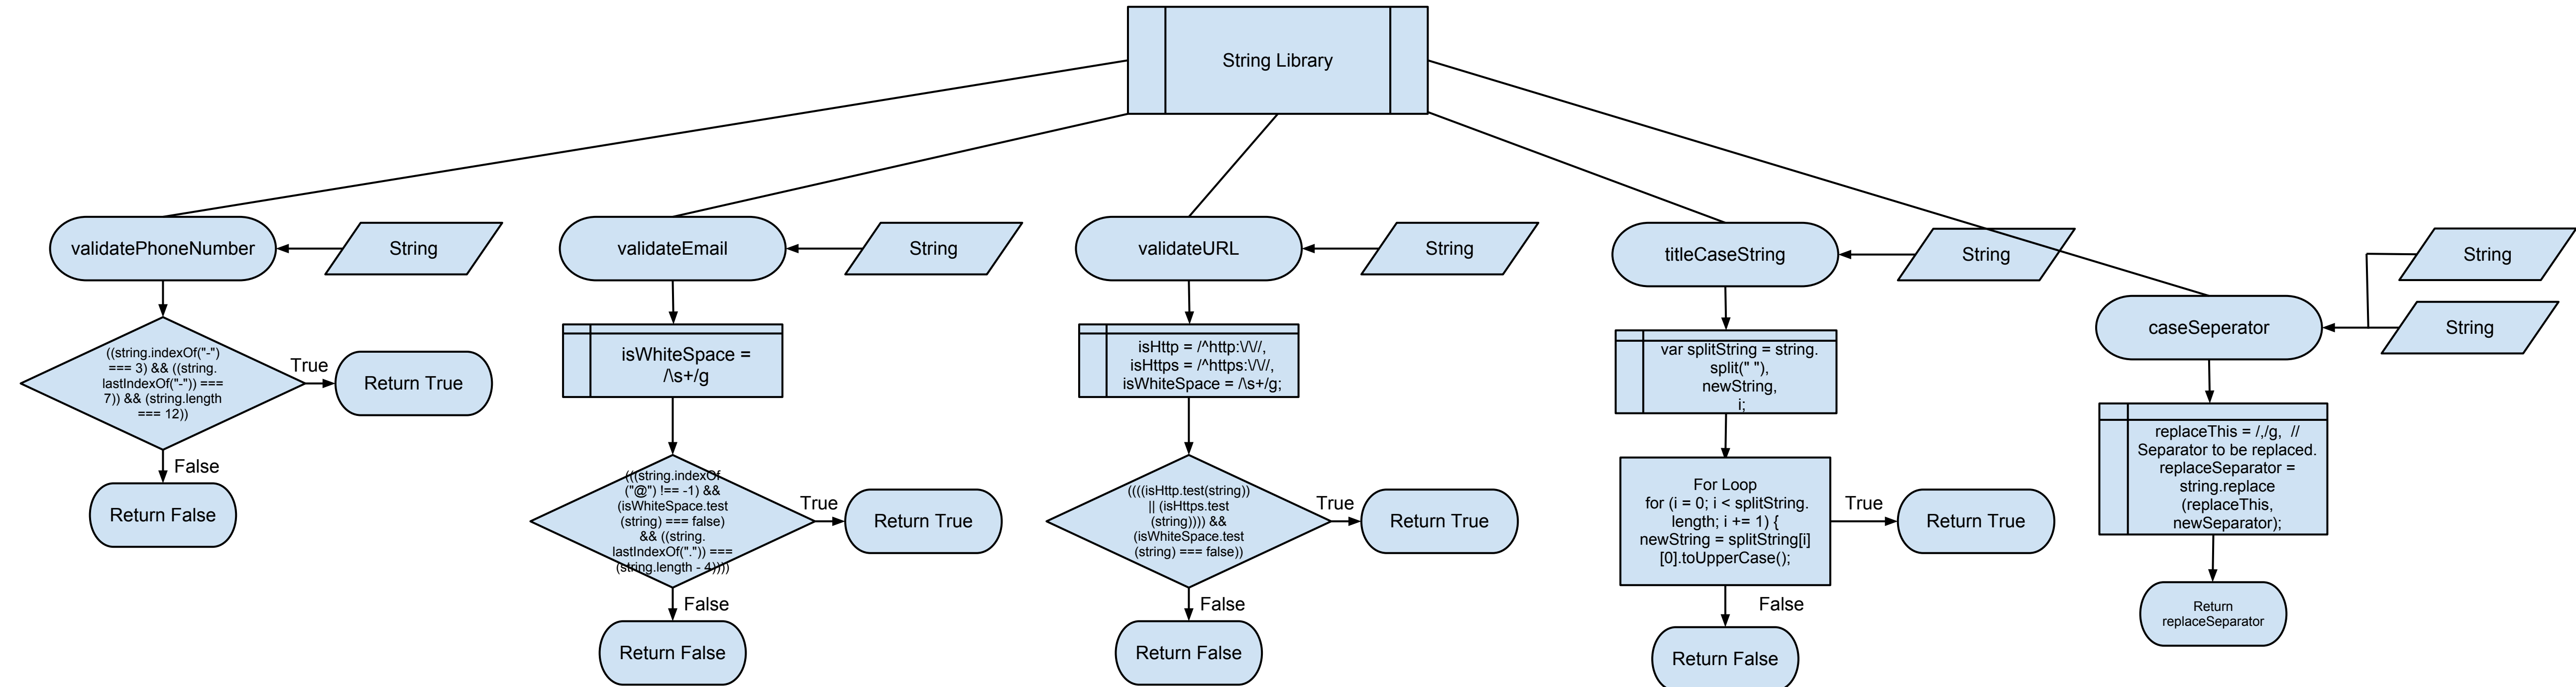 String Library
validatePhoneNumber
String
((string.indexOf("-")
=== 3) && ((string.
lastIndexOf("-")) ===
7)) && (string.length
=== 12))
True
Return True
False
Return False
validateEmail
String
isWhiteSpace =
/\s+/g
(((string.indexOf
("@") !== -1) &&
(isWhiteSpace.test
(string) === false)
&& ((string.
lastIndexOf(".")) ===
(string.length - 4))))
True
Return True
False
Return False
validateURL
String
isHttp = /^http:\/\//,
isHttps = /^https:\/\//,
isWhiteSpace = /\s+/g;
((((isHttp.test(string))
|| (isHttps.test
(string)))) &&
(isWhiteSpace.test
(string) === false))
True
Return True
False
Return False
titleCaseString
String
var splitString = string.
split(" "),
newString,
i;
For Loop
for (i = 0; i < splitString.
length; i += 1) {
newString = splitString[i]
[0].toUpperCase();
True
Return True
False
Return False
caseSeperator
String
String
replaceThis = /,/g, //
Separator to be replaced.
replaceSeparator =
string.replace
(replaceThis,
newSeparator);
Return
replaceSeparator